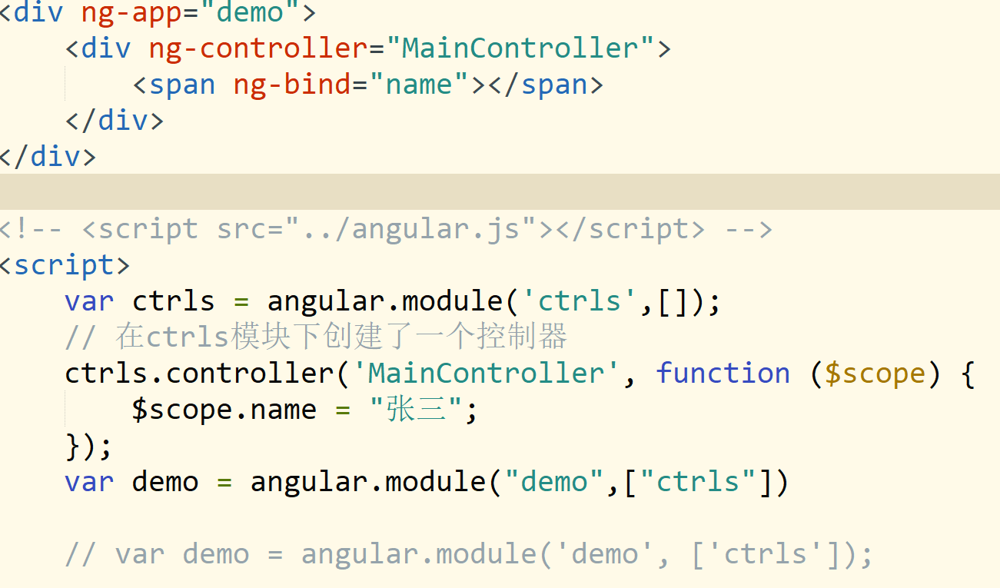 <div ng-app="demo">
    <div ng-controller="MainController">
        <span ng-bind="name"></span>
    </div>
</div>
<!-- <script src="../angular.js"></script> -->
<script>
    var ctrls = angular.module('ctrls',[]);
    // 在ctrls模块下创建了一个控制器
    ctrls.controller('MainController', function ($scope) {
        $scope.name = "张三";
    });
    var demo = angular.module("demo",["ctrls"])
    // var demo = angular.module('demo', ['ctrls']);